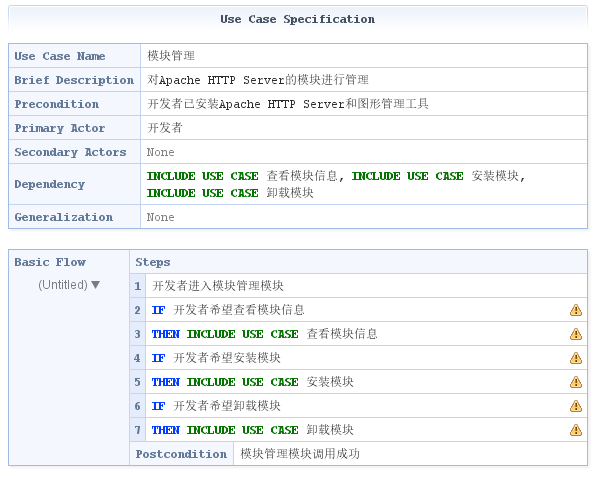 Use Case Specification
Use Case Name 模块管理
Brief Description 对Apache HTTP Server的模块进行管理
Precondition 开发者已安装Apache HTTP Server和图形管理工具
Primary Actor 开发者
Secondary Actors None
Dependency INCLUDE USE CASE 查看模块信息, INCLUDE USE CASE 安装模块,
INCLUDE USE CASE 卸载模块
Generalization None
Basic Flow Steps
(Untitled) ▼
1 开发者进入模块管理模块
2 IF 开发者希望查看模块信息
3 THEN INCLUDE USE CASE 查看模块信息
4 IF 开发者希望安装模块
5 THEN INCLUDE USE CASE 安装模块
6 IF 开发者希望卸载模块
7 THEN INCLUDE USE CASE 卸载模块
Postcondition 模块管理模块调用成功